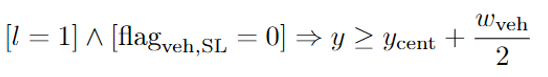 [l = 1] ∧ [flag_veh,SL = 0] ⇒ y ≥ y_cent + w_veh/2